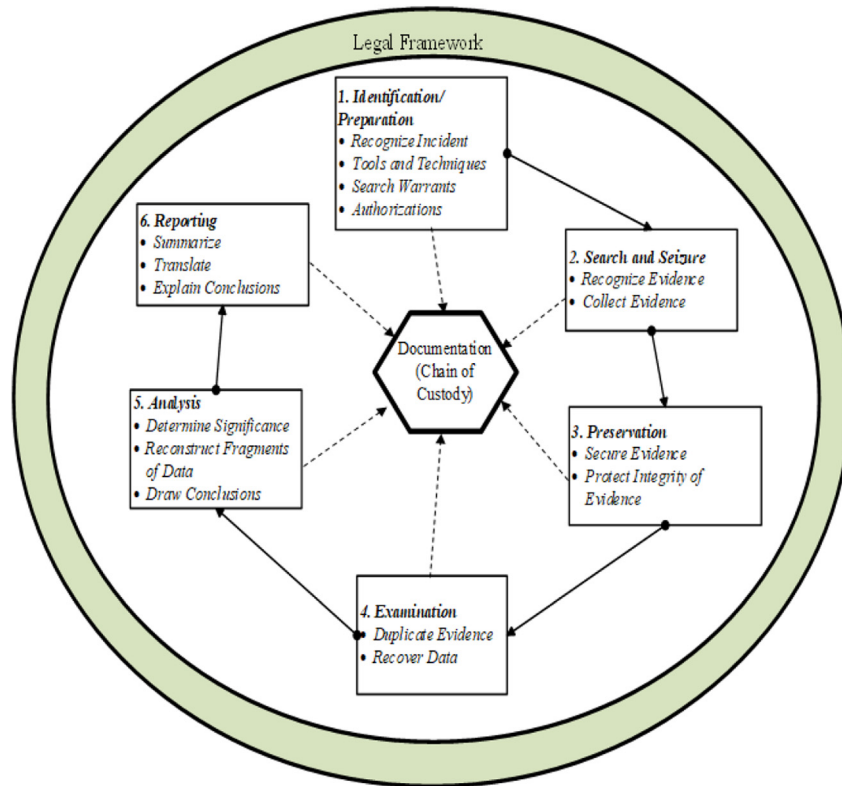 Legal Framework
1. Identification/
Preparation
• Recognize Incident
• Tools and Techniques
• Search Warrants
• Authorizations
2. Search and Seizure
• Recognize Evidence
• Collect Evidence
3. Preservation
• Secure Evidence
• Protect Integrity of
Evidence
4. Examination
• Duplicate Evidence
• Recover Data
5. Analysis
• Determine Significance
• Reconstruct Fragments
of Data
• Draw Conclusions
6. Reporting
• Summarize
• Translate
• Explain Conclusions
Documentation
(Chain of
Custody)